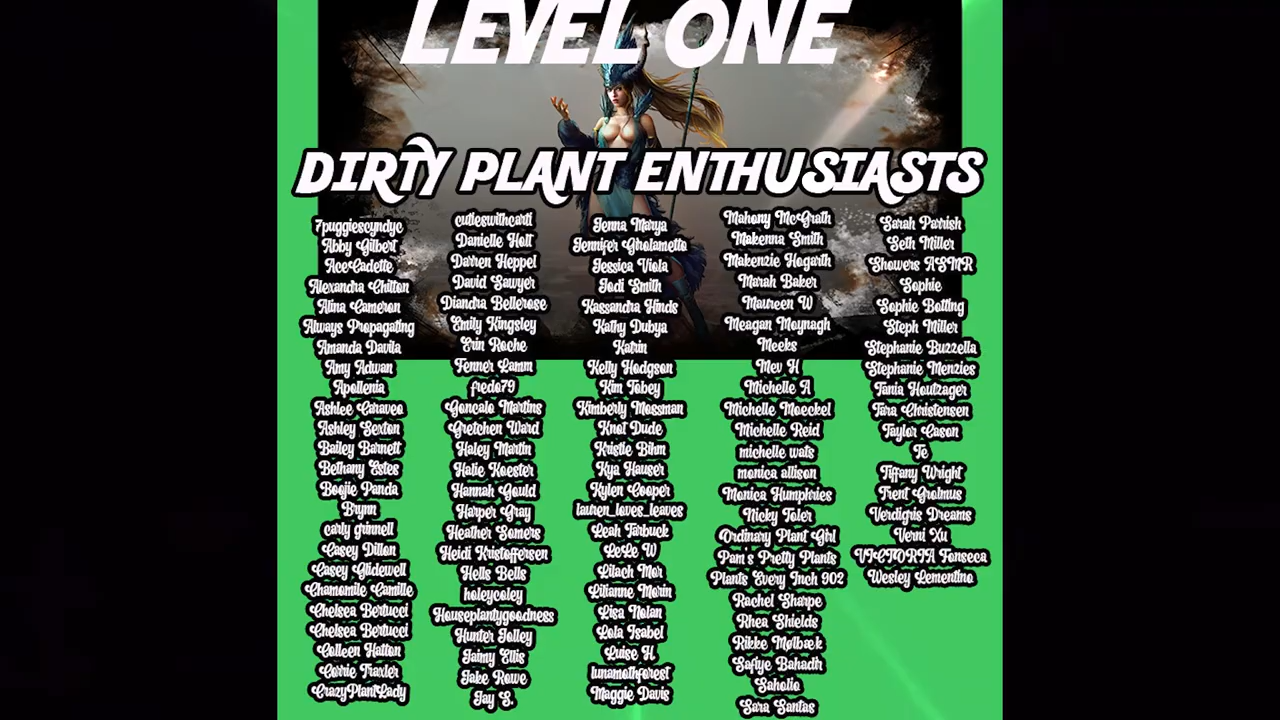 LEVEL ONE
DIRTY PLANT ENTHUSIASTS
7puggiescyndyc
Abby Gilbert
AceCadette
Alexandra Chitton
Alina Cameron
Always Propagating
Amanda Davila
Amy Adwan
Apollenia
Ashlee Caraveo
Ashley Sexton
Bailey Barnett
Bethany Estes
Boojie Panda
Brynn
carly grinnell
Casey Dillon
Casey Glidewell
Chamomile Camille
Chelsea Bertucci
Chelsea Bertucci
Colleen Hatton
Corrie Traxler
CrazyPlantLady
cutieswithcarti
Danielle Holt
Darren Heppel
David Sawyer
Diandra Bellerose
Emily Kingsley
Erin Roche
Fenner Lamm
fredo79
Goncalo Martins
Gretchen Ward
Haley Martin
Halie Koester
Hannah Gould
Harper Gray
Heather Somers
Heidi Kristoffersen
Hells Bells
holeycoley
Houseplantygoodness
Hunter Jolley
Jaimy Ellis
Jake Rowe
Jay S.
Jenna Marya
Jennifer Gholametta
Jessica Viola
Jodi Smith
Kassandra Hinds
Kathy Dubya
Katrin
Kelly Hodgson
Kim Tobey
Kimberly Mossman
Knot Dude
Kristie Bihn
Kya Hauser
Kylen Cooper
lauren_loves_leaves
Leah Tarbuck
LeLe W
Lilach Mor
Lilianne Morin
Lisa Nolan
Lola Isabel
Luise H.
lunamothforest
Maggie Davis
Mahony McGrath
Makenna Smith
Makenzie Hogarth
Marah Baker
Maureen W
Meagan Moynagh
Meeks
Mev H
Michelle A
Michelle Moeckel
Michelle Reid
michelle wats
monica allison
Monica Humphries
Nicky Toler
Ordinary Plant Girl
Pam's Pretty Plants
Plants Every Inch 902
Rachel Sharpe
Rhea Shields
Rikke Mølbæk
Safiye Bahadh
Saholio
Sara Santas
Sarah Parrish
Seth Miller
Showers ASMR
Sophie
Sophie Botting
Steph Miller
Stephanie Buzzella
Stephanie Menzies
Tania Houtzager
Tara Christensen
Taylor Cason
Te
Tiffany Wright
Trent Grolmus
Verdigris Dreams
Verni Xu
VICTORIA Fonseca
Wesley Lementino